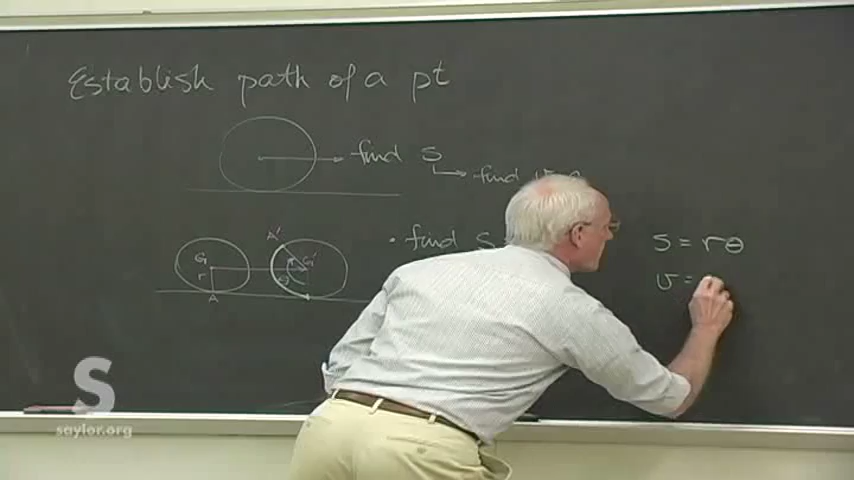 Establish path of a pt
find S
find v
A'
• find S
G
G'
r
θ
A
S = rθ
v =
S
saylor.org